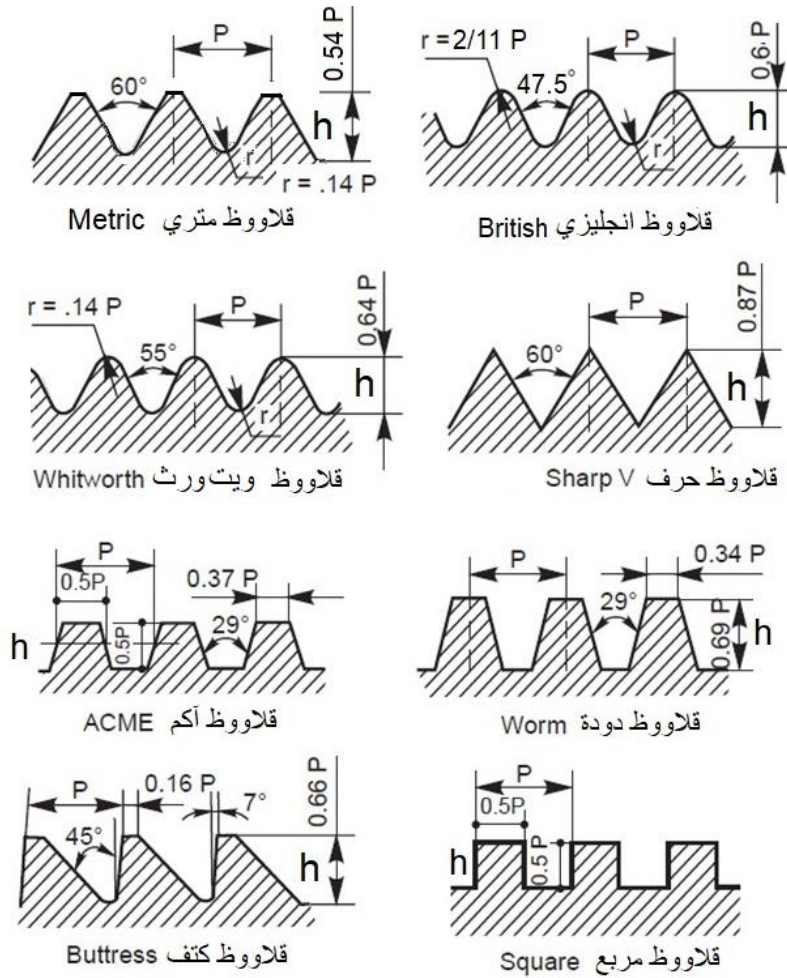 P
0.54 P
60°
h
r
r = .14 P
Metric قلاووظ متري
r = 2/11 P
P
0.6 P
47.5°
h
r
British قلاووظ انجليزي
r = .14 P
P
0.64 P
55°
h
r
Whitworth قلاووظ ويت ورث
P
0.87 P
60°
h
Sharp V قلاووظ حرف
P
0.5P
0.37 P
h
0.5P
29°
ACME قلاووظ آكم
P
0.34 P
29°
0.69 P
h
Worm قلاووظ دودة
P
0.16 P
7°
0.66 P
45°
h
Buttress قلاووظ كتف
P
0.5P
h
0.5 P
Square قلاووظ مربع